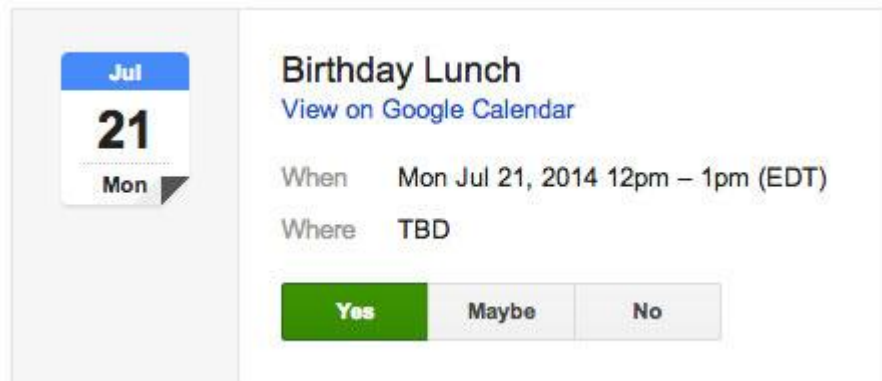 Jul
21
Mon
Birthday Lunch
View on Google Calendar
When Mon Jul 21, 2014 12pm – 1pm (EDT)
Where TBD
Yes Maybe No